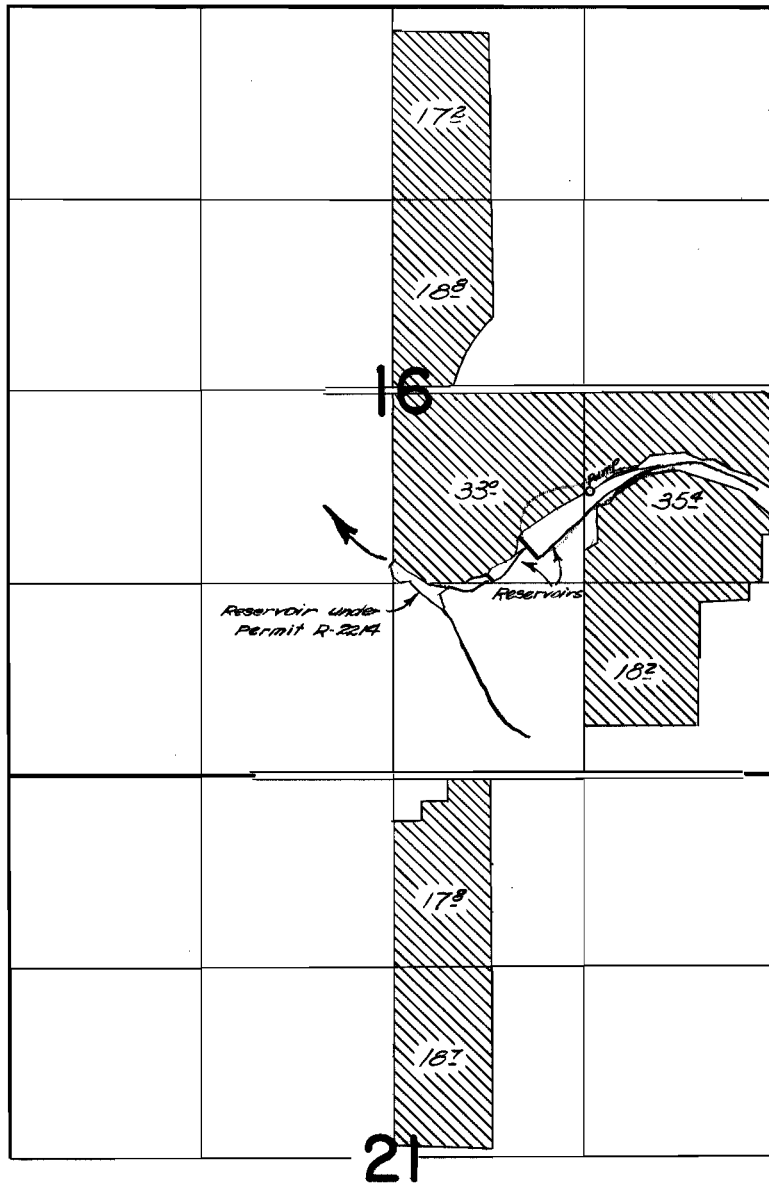 17 2
18 8
16
Pump
33 0
35 4
Reservoirs
Reservoir under
Permit R-2214
18 2
17 8
18 7
21